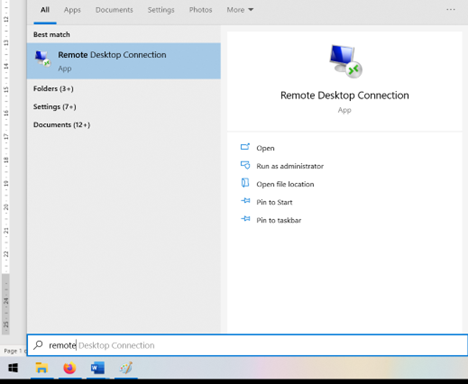 All Apps Documents Settings Photos More
Best match
Remote Desktop Connection
App
Folders (3+)
Settings (7+)
Documents (12+)
Remote Desktop Connection
App
Open
Run as administrator
Open file location
Pin to Start
Pin to taskbar
remote Desktop Connection
Page 1